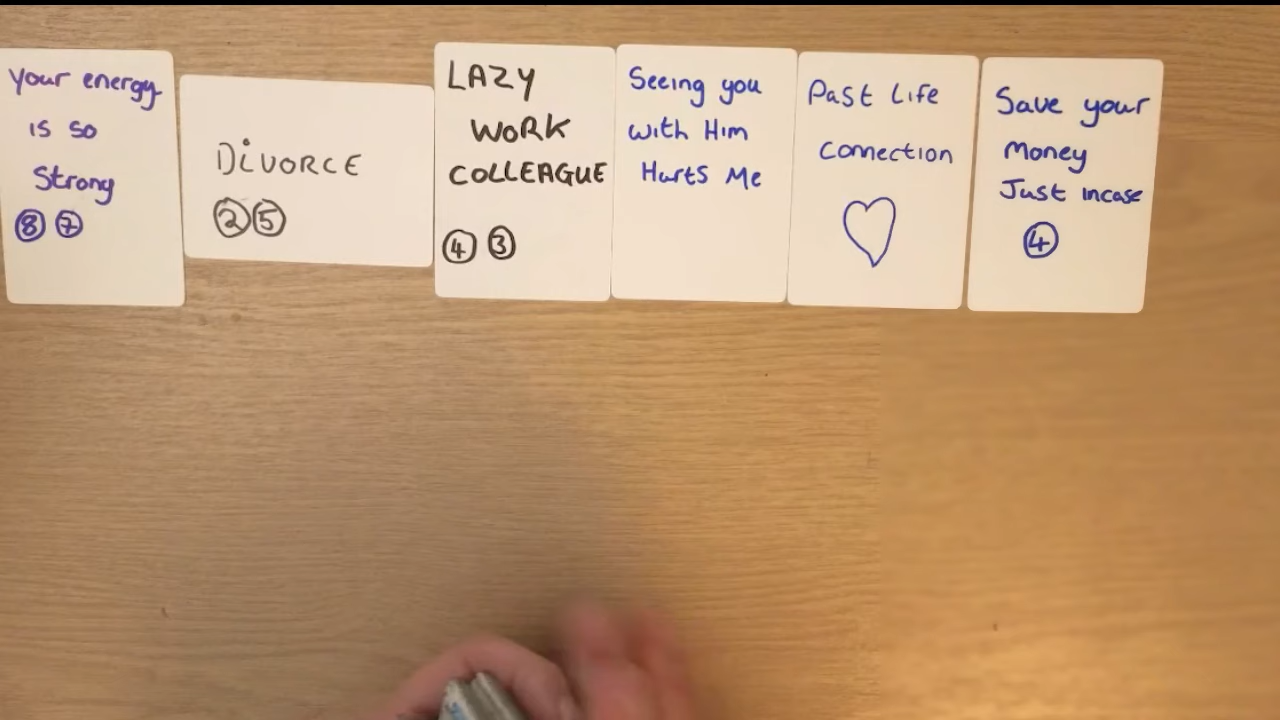 Your energy
is so
Strong
8 7
DiVORCE
2 5
LAZY
WORK
COLLEAGUE
4 3
Seeing you
with Him
Hurts Me
Past Life
Connection
Save your
Money
Just incase
4